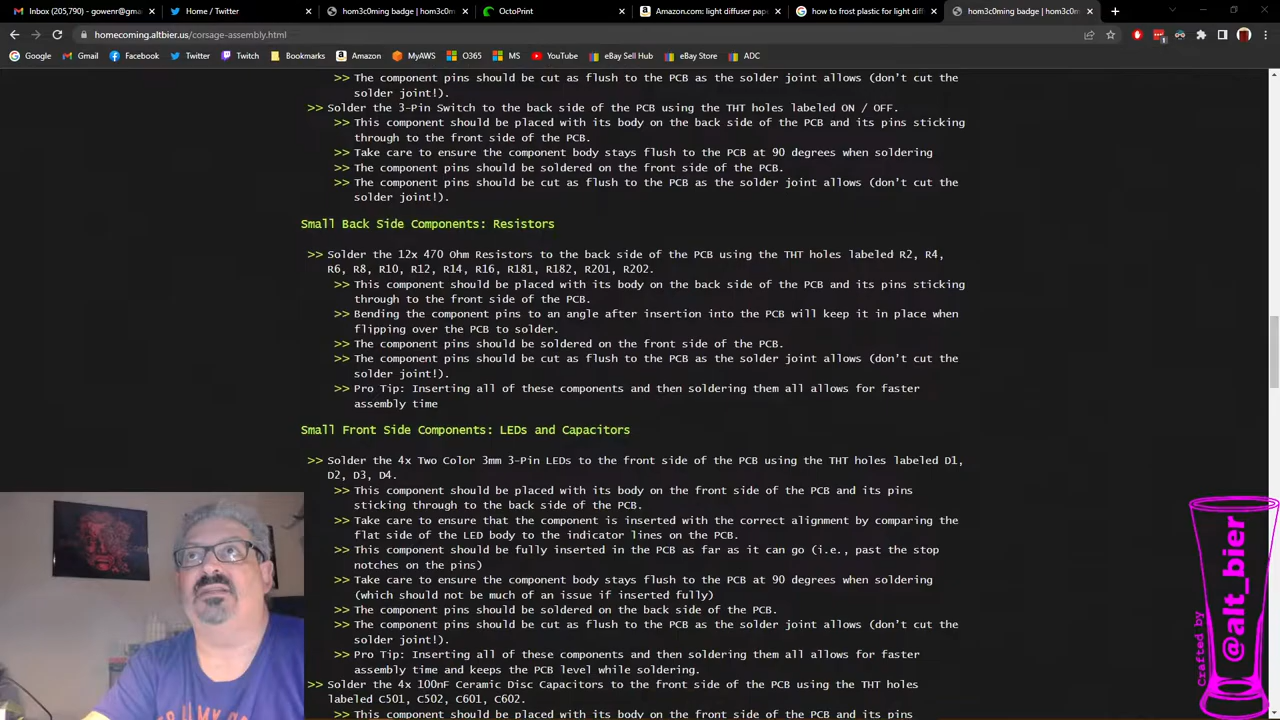 Inbox (205,790) - gowenr@gma
Home / Twitter
hom3c0ming badge | hom3c0m
OctoPrint
Amazon.com: light diffuser pap
how to frost plastic for light diff
hom3c0ming badge | hom3c0m
homecoming.altbier.us/corsage-assembly.html
Google
Gmail
Facebook
Twitter
Twitch
Bookmarks
Amazon
MyAWS
O365
MS
YouTube
eBay Sell Hub
eBay Store
ADC
>> The component pins should be cut as flush to the PCB as the solder joint allows (don't cut the
solder joint!).
>> Solder the 3-Pin Switch to the back side of the PCB using the THT holes labeled ON / OFF.
>> This component should be placed with its body on the back side of the PCB and its pins sticking
through to the front side of the PCB.
>> Take care to ensure the component body stays flush to the PCB at 90 degrees when soldering
>> The component pins should be soldered on the front side of the PCB.
>> The component pins should be cut as flush to the PCB as the solder joint allows (don't cut the
solder joint!).
Small Back Side Components: Resistors
>> Solder the 12x 470 Ohm Resistors to the back side of the PCB using the THT holes labeled R2, R4,
R6, R8, R10, R12, R14, R16, R181, R182, R201, R202.
>> This component should be placed with its body on the back side of the PCB and its pins sticking
through to the front side of the PCB.
>> Bending the component pins to an angle after insertion into the PCB will keep it in place when
flipping over the PCB to solder.
>> The component pins should be soldered on the front side of the PCB.
>> The component pins should be cut as flush to the PCB as the solder joint allows (don't cut the
solder joint!).
>> Pro Tip: Inserting all of these components and then soldering them all allows for faster
assembly time
Small Front Side Components: LEDs and Capacitors
>> Solder the 4x Two Color 3mm 3-Pin LEDs to the front side of the PCB using the THT holes labeled D1,
D2, D3, D4.
>> This component should be placed with its body on the front side of the PCB and its pins
sticking through to the back side of the PCB.
>> Take care to ensure that the component is inserted with the correct alignment by comparing the
flat side of the LED body to the indicator lines on the PCB.
>> This component should be fully inserted in the PCB as far as it can go (i.e., past the stop
notches on the pins)
>> Take care to ensure the component body stays flush to the PCB at 90 degrees when soldering
(which should not be much of an issue if inserted fully)
>> The component pins should be soldered on the back side of the PCB.
>> The component pins should be cut as flush to the PCB as the solder joint allows (don't cut the
solder joint!).
>> Pro Tip: Inserting all of these components and then soldering them all allows for faster
assembly time and keeps the PCB level while soldering.
>> Solder the 4x 100nF Ceramic Disc Capacitors to the front side of the PCB using the THT holes
labeled C501, C502, C601, C602.
>> This component should be placed with its body on the front side of the PCB and its pins
Crafted by
@alt_bier